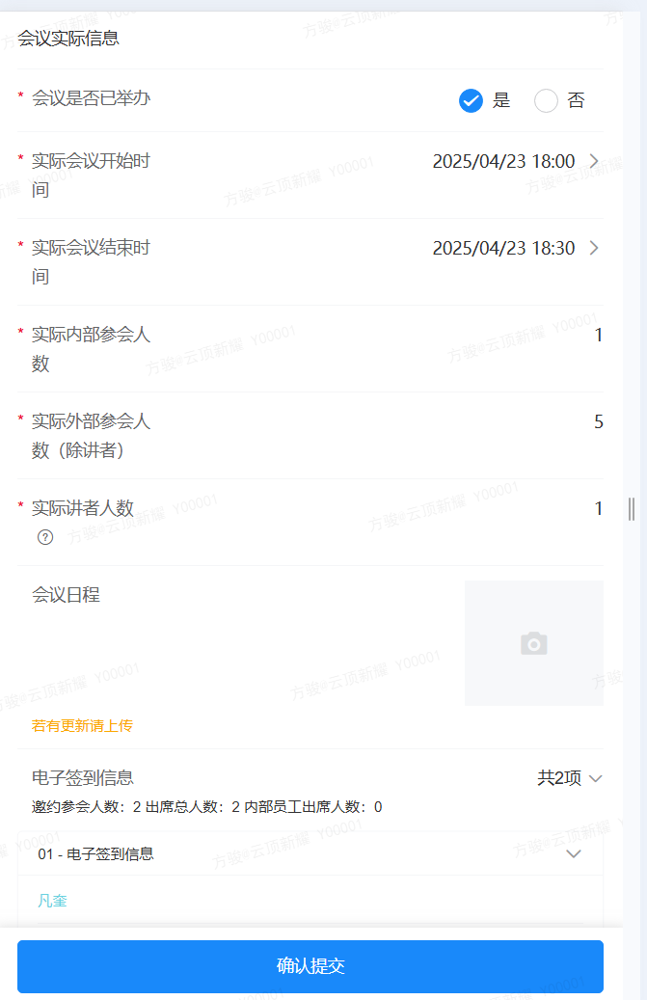 会议实际信息
* 会议是否已举办 是 否
* 实际会议开始时间 2025/04/23 18:00
* 实际会议结束时间 2025/04/23 18:30
* 实际内部参会人数 1
* 实际外部参会人数（除讲者） 5
* 实际讲者人数 ? 1
会议日程
若有更新请上传
电子签到信息 共2项
邀约参会人数：2 出席总人数：2 内部员工出席人数：0
01 - 电子签到信息
凡奎
确认提交
方骏@云顶新耀 Y00001